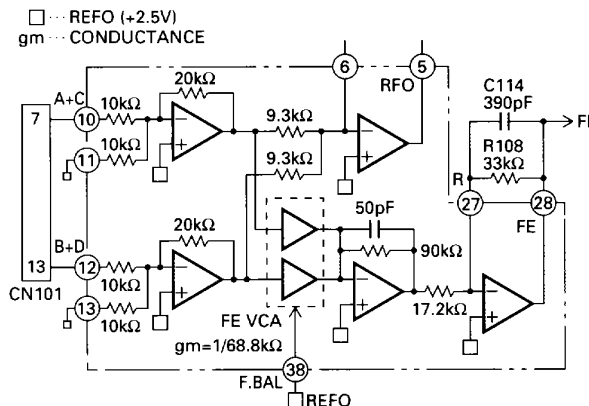 □ ··· REFO (+2.5V)
gm ··· CONDUCTANCE
6
5
RFO
C114
390pF
A+C
20kΩ
7
10
10kΩ
9.3kΩ
FE
10kΩ
R108
33kΩ
11
9.3kΩ
R
27
28
FE
50pF
20kΩ
B+D
90kΩ
13
12
10kΩ
CN101
13
10kΩ
FE VCA
17.2kΩ
gm=1/68.8kΩ
38
F.BAL
□REFO